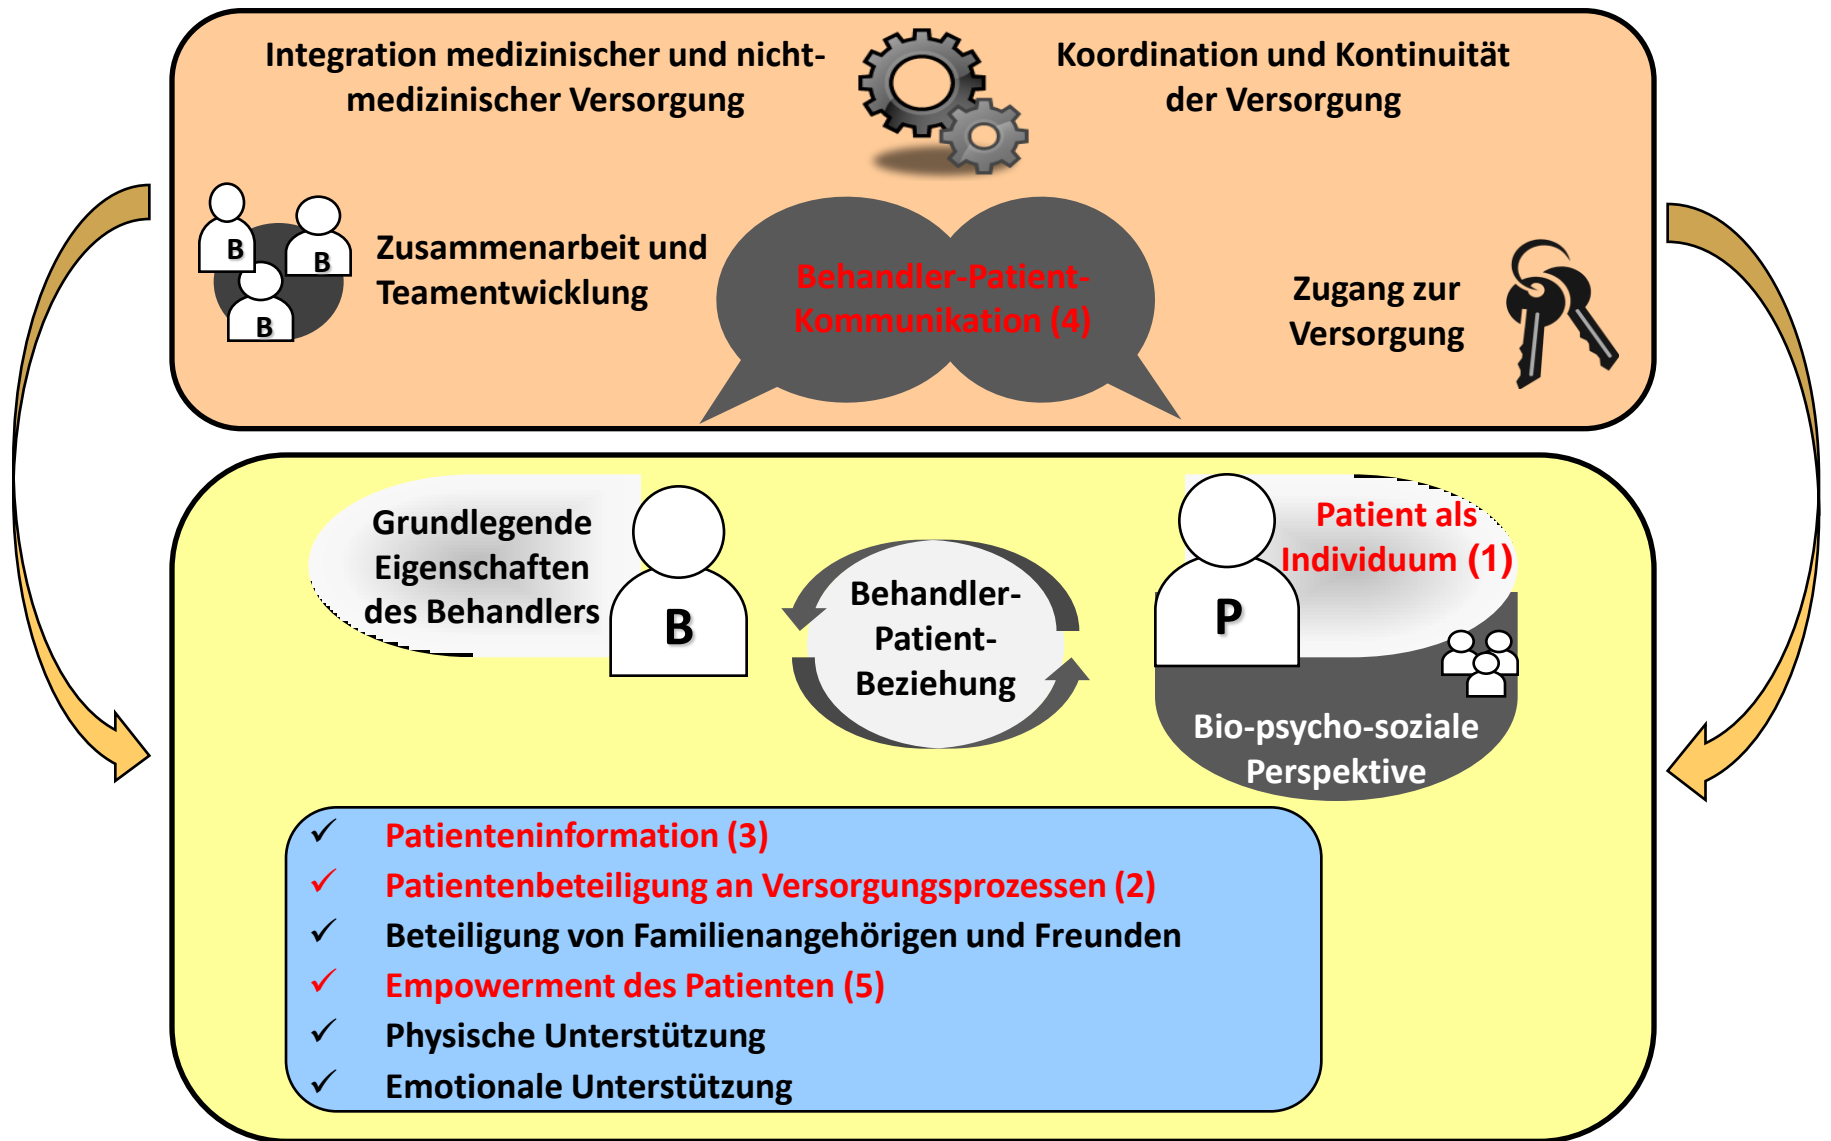 Integration medizinischer und nicht-
medizinischer Versorgung
Koordination und Kontinuität
der Versorgung
B
B
B
Zusammenarbeit und
Teamentwicklung
Behandler-Patient-
Kommunikation (4)
Zugang zur
Versorgung
Grundlegende
Eigenschaften
des Behandlers
B
Behandler-
Patient-
Beziehung
P
Patient als
Individuum (1)
Bio-psycho-soziale
Perspektive
✓ Patienteninformation (3)
✓ Patientenbeteiligung an Versorgungsprozessen (2)
✓ Beteiligung von Familienangehörigen und Freunden
✓ Empowerment des Patienten (5)
✓ Physische Unterstützung
✓ Emotionale Unterstützung